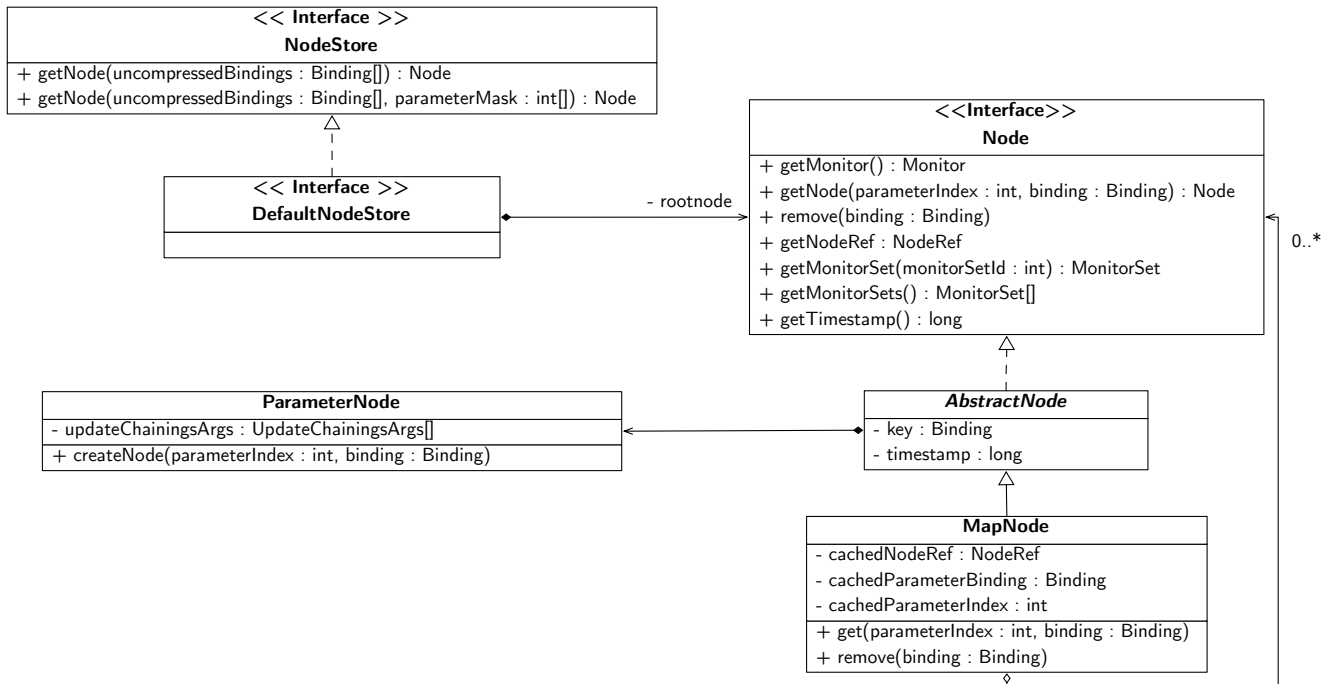 << Interface >>
NodeStore
+ getNode(uncompressedBindings : Binding[]) : Node
+ getNode(uncompressedBindings : Binding[], parameterMask : int[]) : Node
<< Interface >>
DefaultNodeStore
- rootnode
<<Interface>>
Node
+ getMonitor() : Monitor
+ getNode(parameterIndex : int, binding : Binding) : Node
+ remove(binding : Binding)
+ getNodeRef : NodeRef
+ getMonitorSet(monitorSetId : int) : MonitorSet
+ getMonitorSets() : MonitorSet[]
+ getTimestamp() : long
0..*
ParameterNode
- updateChainingsArgs : UpdateChainingsArgs[]
+ createNode(parameterIndex : int, binding : Binding)
AbstractNode
- key : Binding
- timestamp : long
MapNode
- cachedNodeRef : NodeRef
- cachedParameterBinding : Binding
- cachedParameterIndex : int
+ get(parameterIndex : int, binding : Binding)
+ remove(binding : Binding)